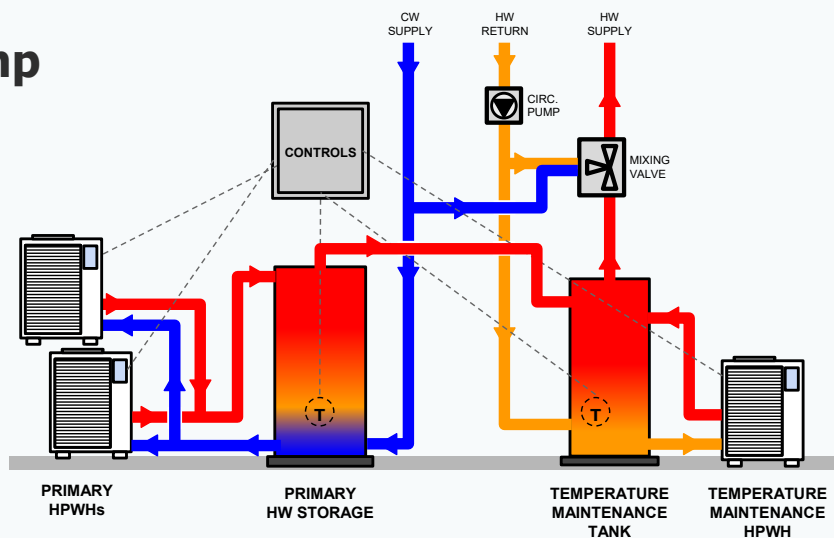 CW
SUPPLY
HW
RETURN
HW
SUPPLY
CIRC.
PUMP
CONTROLS
MIXING
VALVE
T
T
PRIMARY
HPWHs
PRIMARY
HW STORAGE
TEMPERATURE
MAINTENANCE
TANK
TEMPERATURE
MAINTENANCE
HPWH